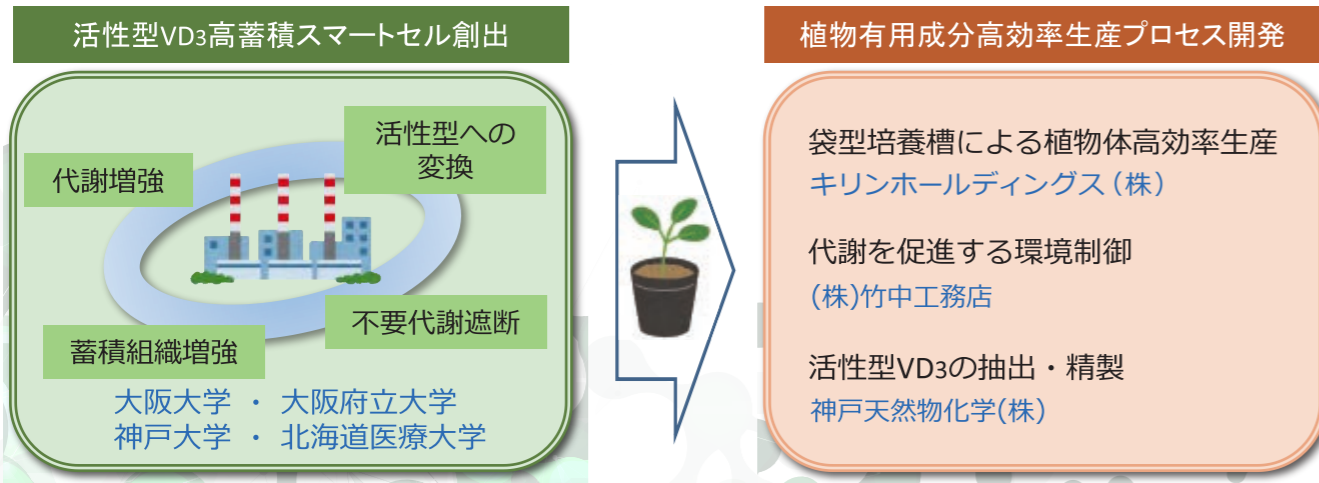 活性型VD3高蓄積スマートセル創出
代謝増強
活性型への
変換
不要代謝遮断
蓄積組織増強
大阪大学 ・ 大阪府立大学
神戸大学 ・ 北海道医療大学
植物有用成分高効率生産プロセス開発
袋型培養槽による植物体高効率生産
キリンホールディングス（株）
代謝を促進する環境制御
(株)竹中工務店
活性型VD3の抽出・精製
神戸天然物化学(株)